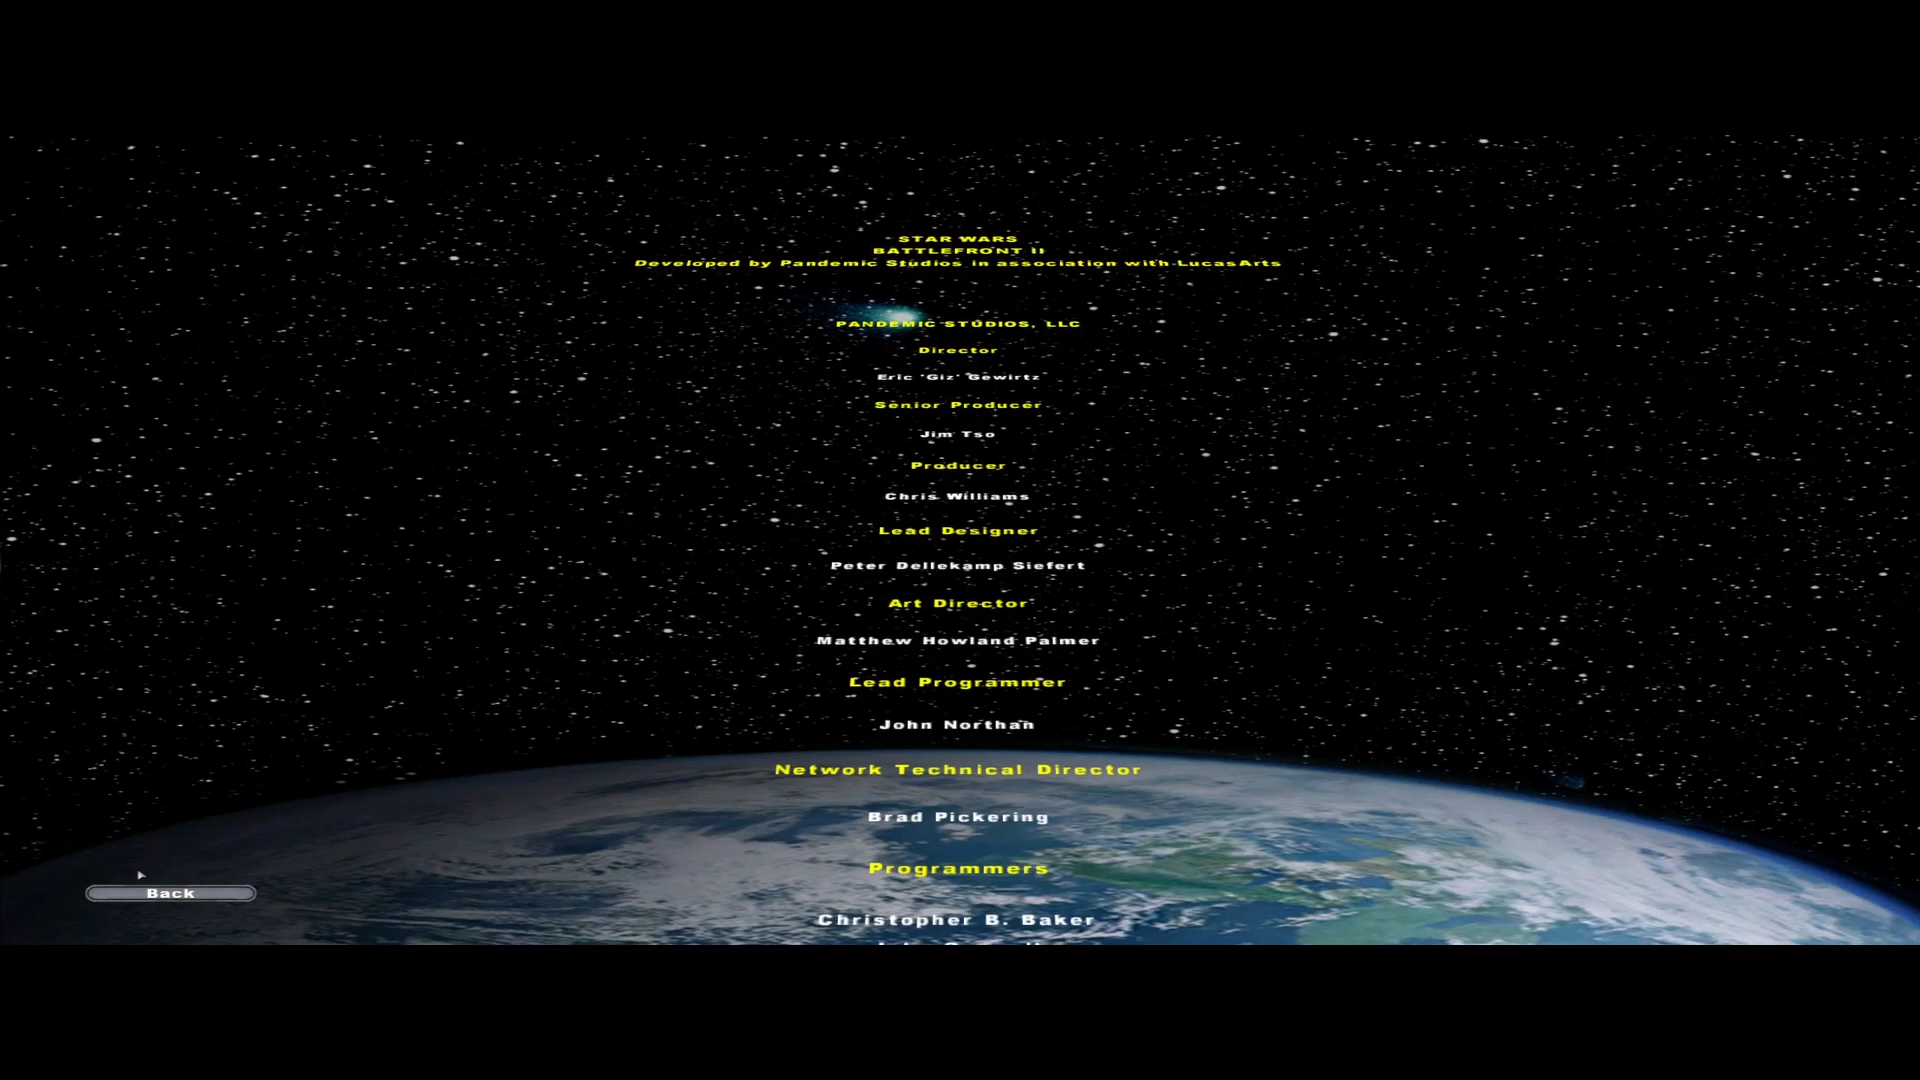 STAR WARS
BATTLEFRONT II
Developed by Pandemic Studios in association with LucasArts
PANDEMIC STUDIOS, LLC
Director
Eric 'Giz' Gewirtz
Senior Producer
Jim Tso
Producer
Chris Williams
Lead Designer
Peter Dellekamp Siefert
Art Director
Matthew Howland Palmer
Lead Programmer
John Northan
Network Technical Director
Brad Pickering
Programmers
Back
Christopher B. Baker